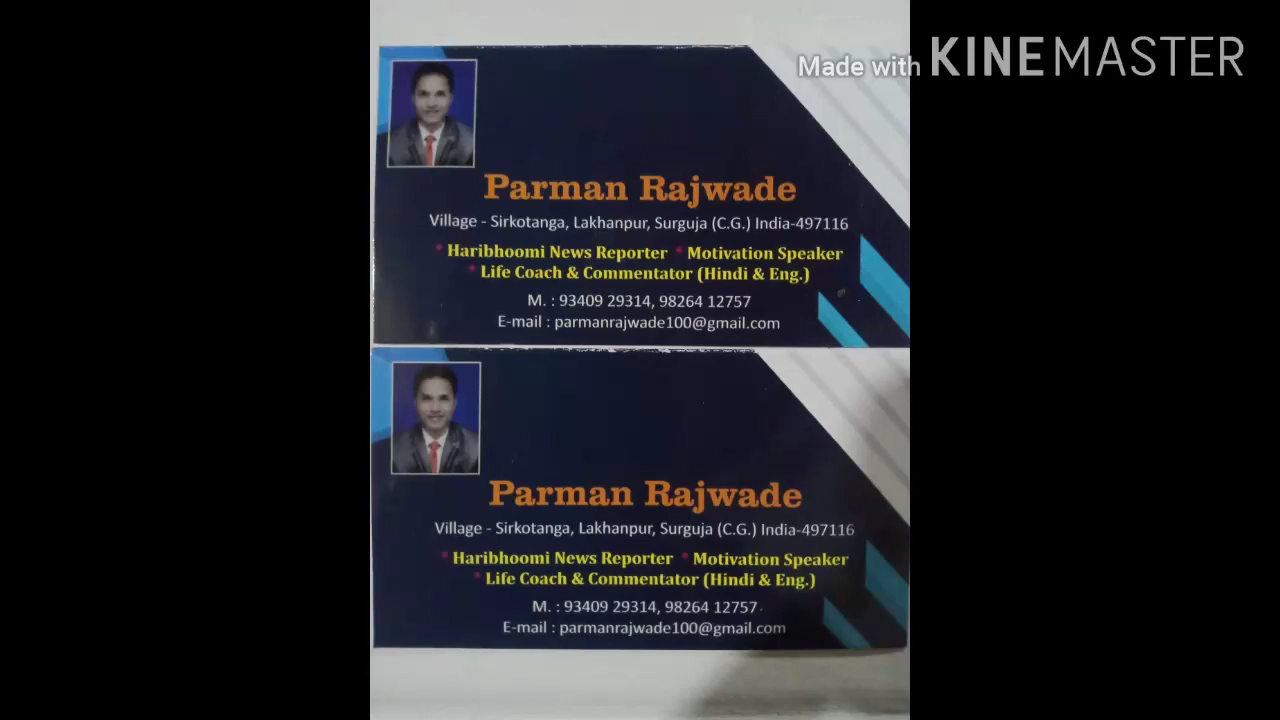 Made with KINEMASTER
Parman Rajwade
Village - Sirkotanga, Lakhanpur, Surguja (C.G.) India-497116
* Haribhoomi News Reporter * Motivation Speaker
* Life Coach & Commentator (Hindi & Eng.)
M. : 93409 29314, 98264 12757
E-mail : parmanrajwade100@gmail.com
Parman Rajwade
Village - Sirkotanga, Lakhanpur, Surguja (C.G.) India-497116
* Haribhoomi News Reporter * Motivation Speaker
* Life Coach & Commentator (Hindi & Eng.)
M. : 93409 29314, 98264 12757
E-mail : parmanrajwade100@gmail.com